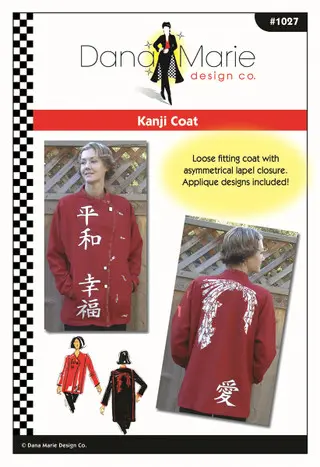 #1027
Dana Marie
design co.
Kanji Coat
Loose fitting coat with
asymmetrical lapel closure.
Applique designs included!
平
和
幸
福
愛
© Dana Marie Design Co.